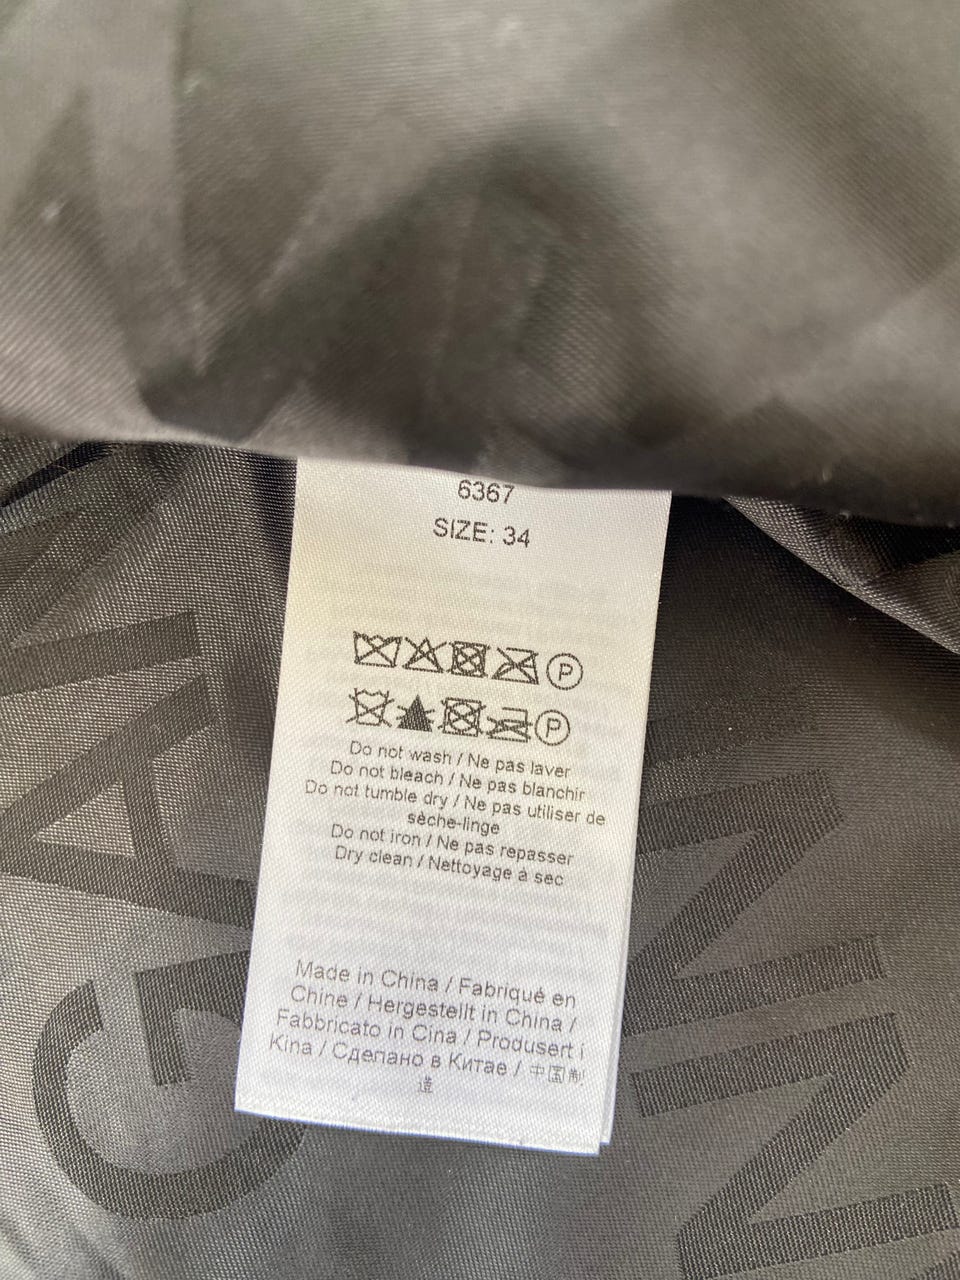 6367
SIZE: 34
P
P
Do not wash / Ne pas laver
Do not bleach / Ne pas blanchir
Do not tumble dry / Ne pas utiliser de
sèche-linge
Do not iron / Ne pas repasser
Dry clean / Nettoyage à sec
Made in China / Fabriqué en
Chine / Hergestellt in China /
Fabbricato in Cina / Produsert i
Kina / Сделано в Китае / 中国制
造